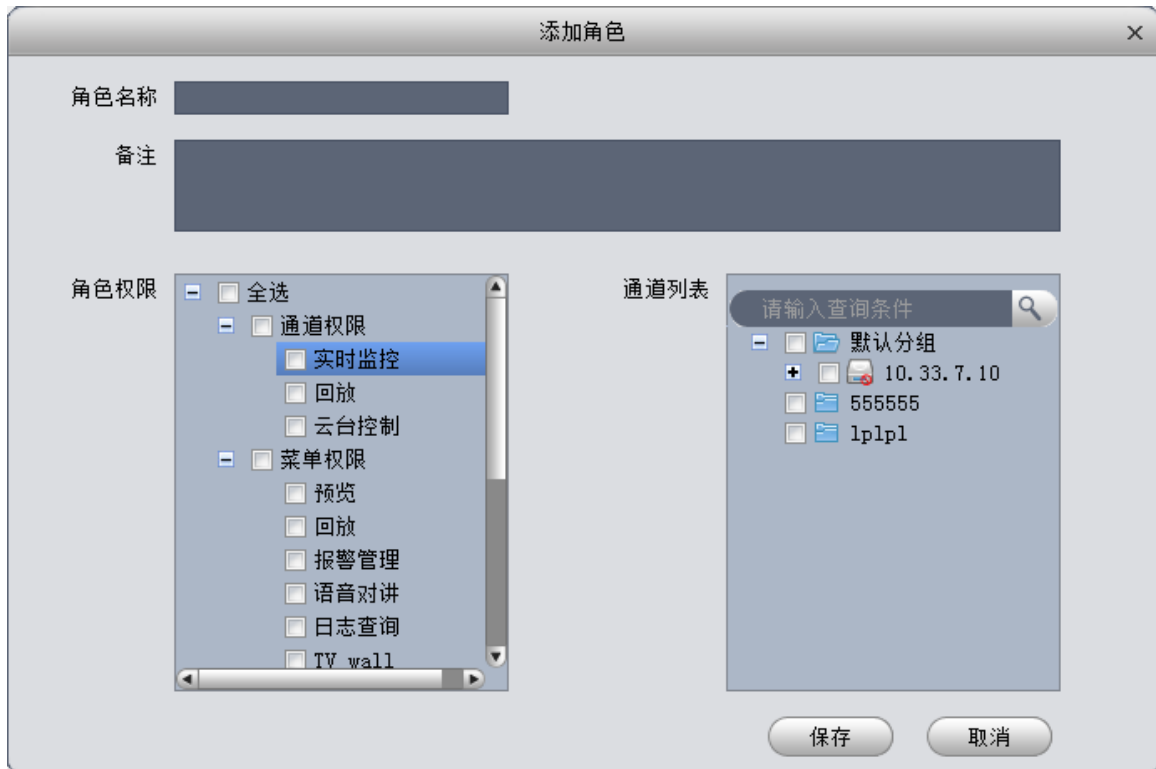 添加角色
角色名称
备注
角色权限
全选
通道权限
实时监控
回放
云台控制
菜单权限
预览
回放
报警管理
语音对讲
日志查询
TV wall
通道列表
请输入查询条件
默认分组
10.33.7.10
555555
lplpl
保存
取消